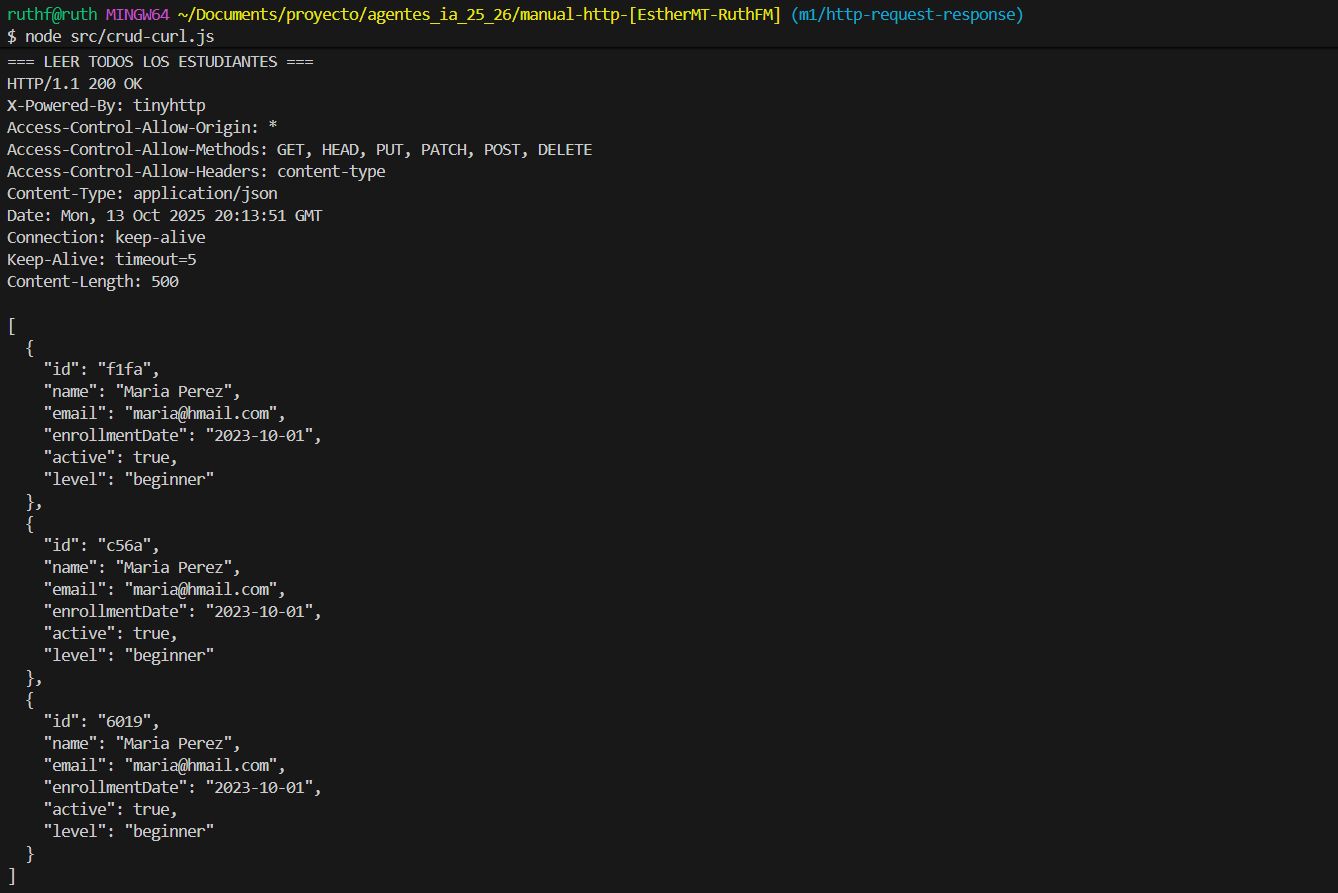 ruthf@ruth MINGW64 ~/Documents/proyecto/agentes_ia_25_26/manual-http-[EstherMT-RuthFM] (m1/http-request-response)
$ node src/crud-curl.js
=== LEER TODOS LOS ESTUDIANTES ===
HTTP/1.1 200 OK
X-Powered-By: tinyhttp
Access-Control-Allow-Origin: *
Access-Control-Allow-Methods: GET, HEAD, PUT, PATCH, POST, DELETE
Access-Control-Allow-Headers: content-type
Content-Type: application/json
Date: Mon, 13 Oct 2025 20:13:51 GMT
Connection: keep-alive
Keep-Alive: timeout=5
Content-Length: 500

[
  {
    "id": "f1fa",
    "name": "Maria Perez",
    "email": "maria@hmail.com",
    "enrollmentDate": "2023-10-01",
    "active": true,
    "level": "beginner"
  },
  {
    "id": "c56a",
    "name": "Maria Perez",
    "email": "maria@hmail.com",
    "enrollmentDate": "2023-10-01",
    "active": true,
    "level": "beginner"
  },
  {
    "id": "6019",
    "name": "Maria Perez",
    "email": "maria@hmail.com",
    "enrollmentDate": "2023-10-01",
    "active": true,
    "level": "beginner"
  }
]